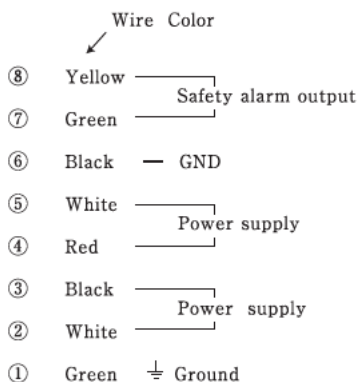 Wire Color
⑧ Yellow
Safety alarm output
⑦ Green
⑥ Black — GND
⑤ White
Power supply
④ Red
③ Black
Power supply
② White
① Green ⏚ Ground